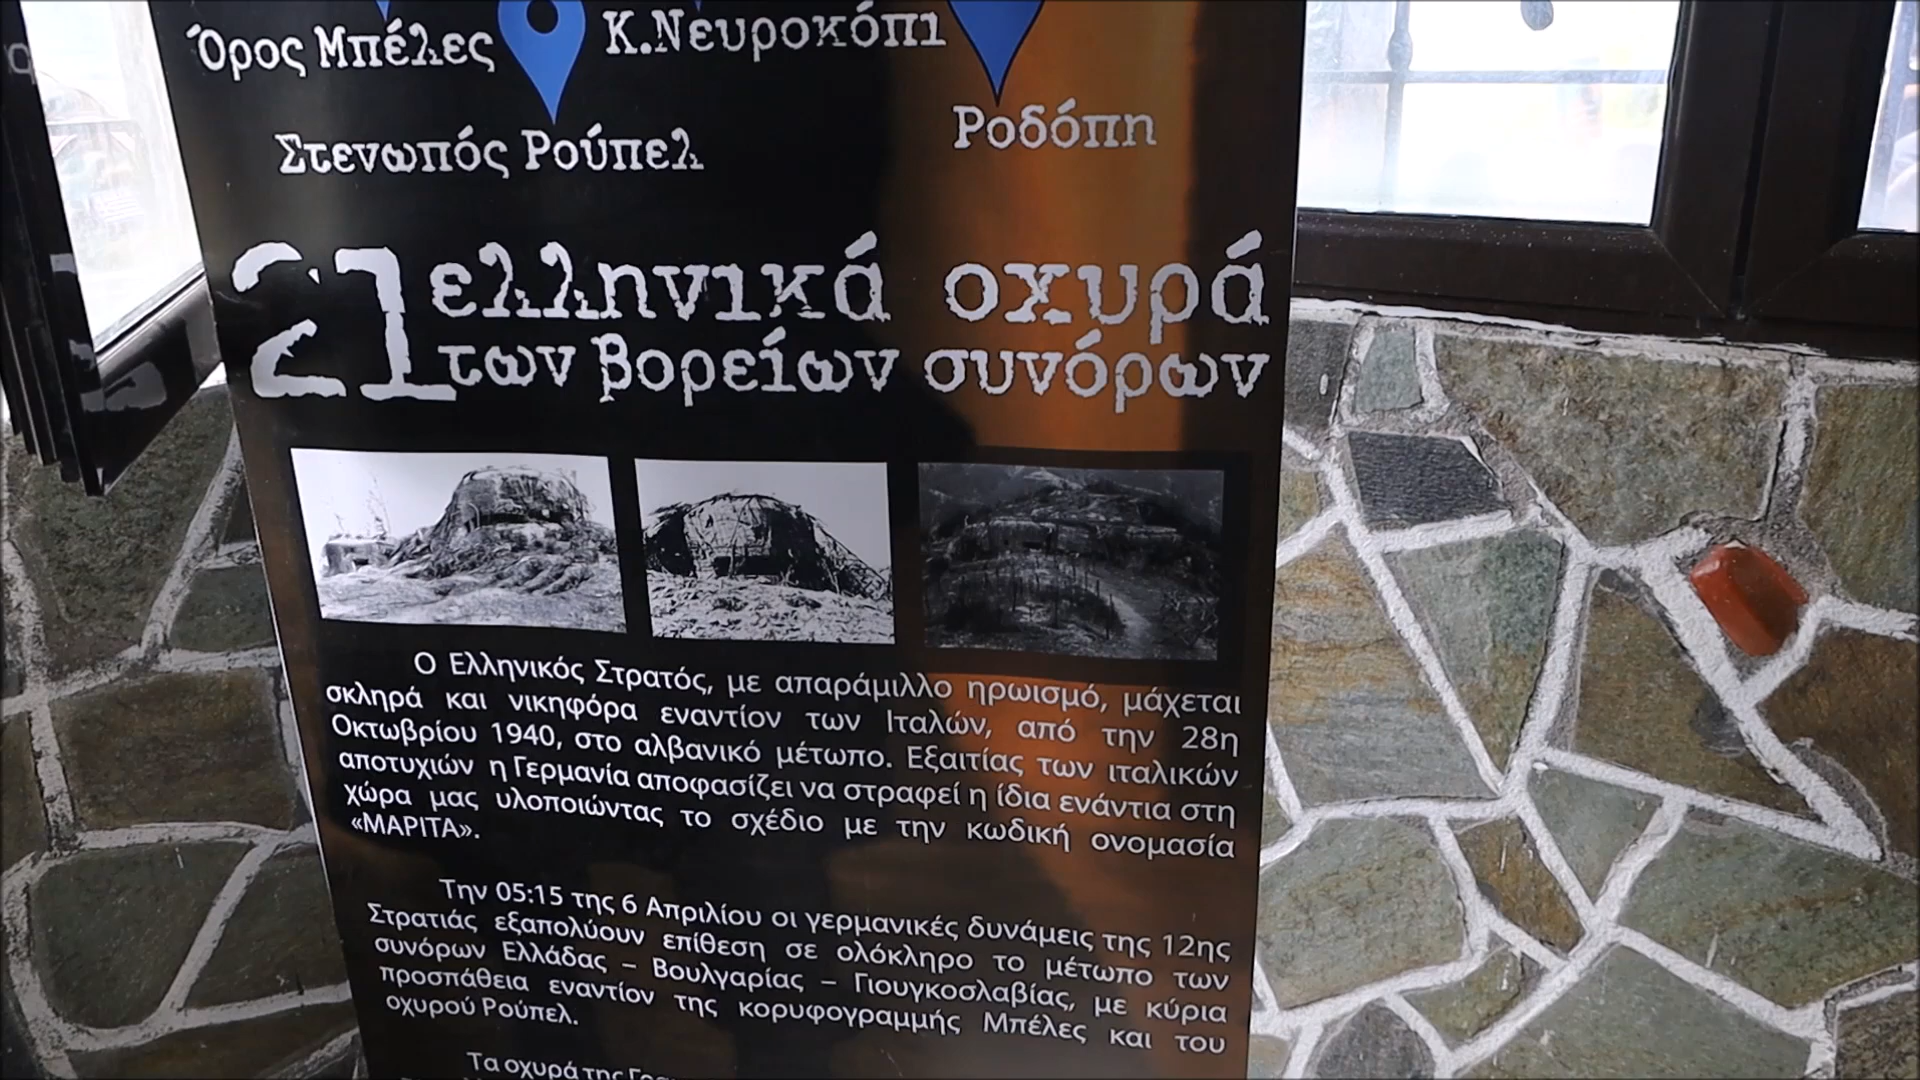 Όρος Μπέλες
Κ.Νευροκόπι
Στενωπός Ρούπελ
Ροδόπη
21 ελληνικά οχυρά
των βορείων συνόρων
Ο Ελληνικός Στρατός, με απαράμιλλο ηρωισμό, μάχεται
σκληρά και νικηφόρα εναντίον των Ιταλών, από την 28η
Οκτωβρίου 1940, στο αλβανικό μέτωπο. Εξαιτίας των ιταλικών
αποτυχιών η Γερμανία αποφασίζει να στραφεί η ίδια ενάντια στη
χώρα μας υλοποιώντας το σχέδιο με την κωδική ονομασία
«ΜΑΡΙΤΑ».
Την 05:15 της 6 Απριλίου οι γερμανικές δυνάμεις της 12ης
Στρατιάς εξαπολύουν επίθεση σε ολόκληρο το μέτωπο των
συνόρων Ελλάδας – Βουλγαρίας – Γιουγκοσλαβίας, με κύρια
προσπάθεια εναντίον της κορυφογραμμής Μπέλες και του
οχυρού Ρούπελ.
Τα οχυρά της